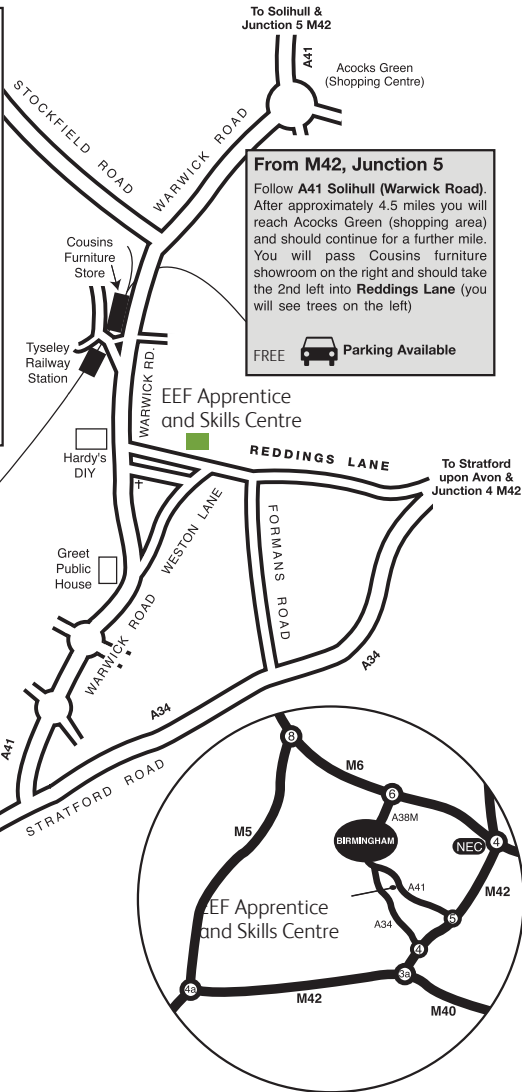 To Solihull &
Junction 5 M42
A41
Acocks Green
(Shopping Centre)
STOCKFIELD ROAD
WARWICK ROAD
From M42, Junction 5
Follow A41 Solihull (Warwick Road).
After approximately 4.5 miles you will
reach Acocks Green (shopping area)
and should continue for a further mile.
You will pass Cousins furniture
showroom on the right and should take
the 2nd left into Reddings Lane (you
will see trees on the left)
FREE Parking Available
Cousins
Furniture
Store
Tyseley
Railway
Station
WARWICK RD.
EEF Apprentice
and Skills Centre
Hardy's
DIY
REDDINGS LANE
To Stratford
upon Avon &
Junction 4 M42
WESTON LANE
FORMANS ROAD
Greet
Public
House
WARWICK ROAD
A34
A34
A41
STRATFORD ROAD
8
M6
6
A38M
BIRMINGHAM
NEC
4
M5
M42
A41
EEF Apprentice
and Skills Centre
A34
5
4
3a
4a
M42
M40